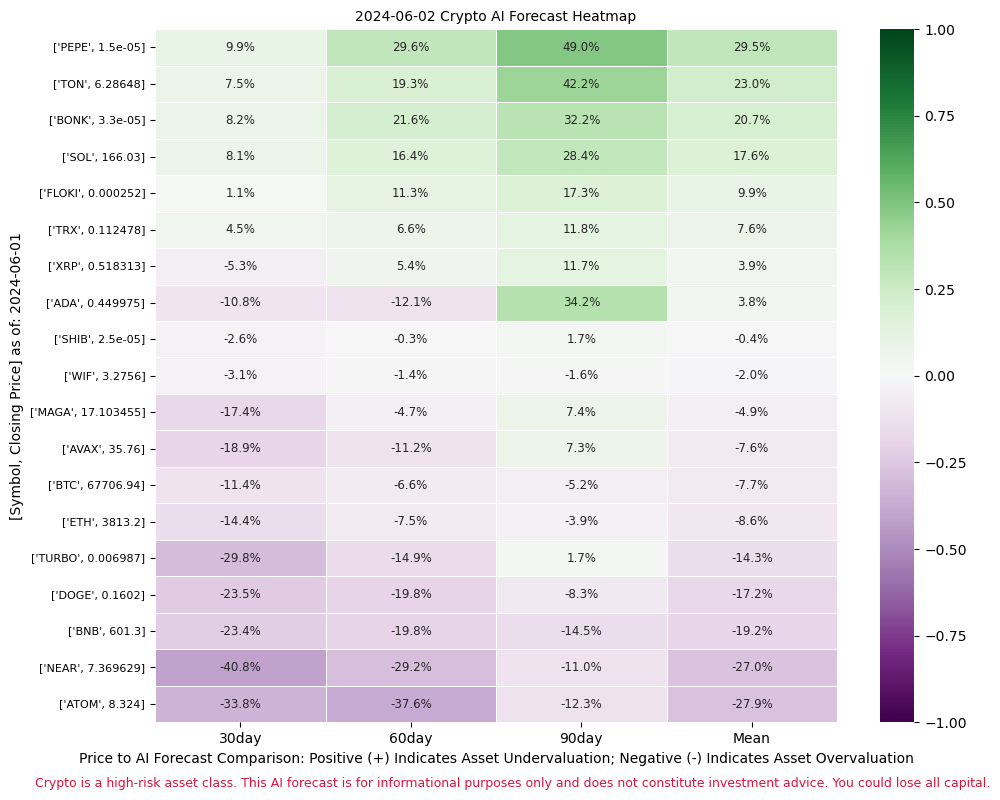 2024-06-02 Crypto AI Forecast Heatmap
['PEPE', 1.5e-05] 9.9% 29.6% 49.0% 29.5%
['TON', 6.28648] 7.5% 19.3% 42.2% 23.0%
['BONK', 3.3e-05] 8.2% 21.6% 32.2% 20.7%
['SOL', 166.03] 8.1% 16.4% 28.4% 17.6%
['FLOKI', 0.000252] 1.1% 11.3% 17.3% 9.9%
['TRX', 0.112478] 4.5% 6.6% 11.8% 7.6%
['XRP', 0.518313] -5.3% 5.4% 11.7% 3.9%
['ADA', 0.449975] -10.8% -12.1% 34.2% 3.8%
['SHIB', 2.5e-05] -2.6% -0.3% 1.7% -0.4%
['WIF', 3.2756] -3.1% -1.4% -1.6% -2.0%
['MAGA', 17.103455] -17.4% -4.7% 7.4% -4.9%
['AVAX', 35.76] -18.9% -11.2% 7.3% -7.6%
['BTC', 67706.94] -11.4% -6.6% -5.2% -7.7%
['ETH', 3813.2] -14.4% -7.5% -3.9% -8.6%
['TURBO', 0.006987] -29.8% -14.9% 1.7% -14.3%
['DOGE', 0.1602] -23.5% -19.8% -8.3% -17.2%
['BNB', 601.3] -23.4% -19.8% -14.5% -19.2%
['NEAR', 7.369629] -40.8% -29.2% -11.0% -27.0%
['ATOM', 8.324] -33.8% -37.6% -12.3% -27.9%
30day 60day 90day Mean
[Symbol, Closing Price] as of: 2024-06-01
1.00
0.75
0.50
0.25
0.00
−0.25
−0.50
−0.75
−1.00
Price to AI Forecast Comparison: Positive (+) Indicates Asset Undervaluation; Negative (-) Indicates Asset Overvaluation
Crypto is a high-risk asset class. This AI forecast is for informational purposes only and does not constitute investment advice. You could lose all capital.